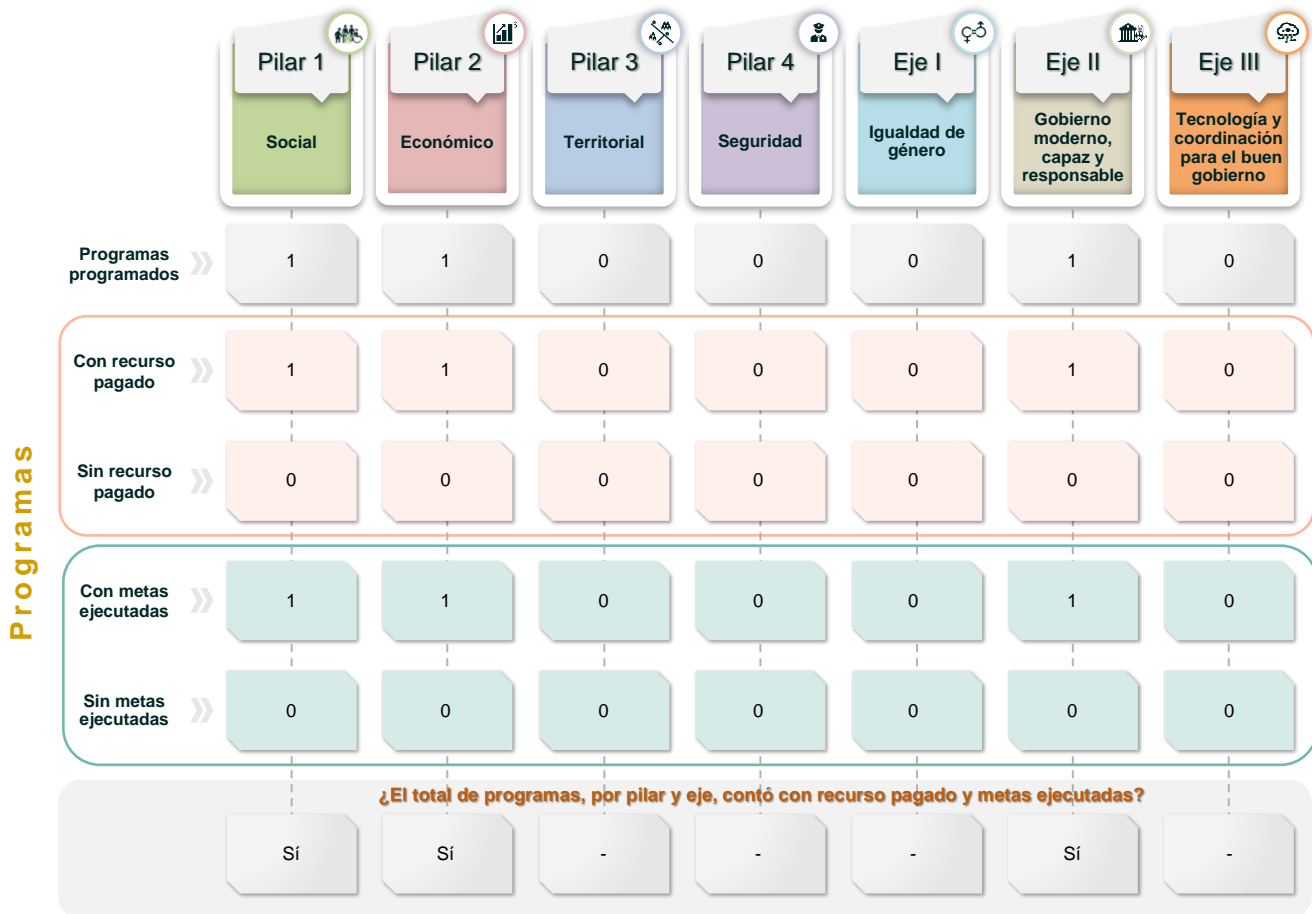 Pilar 1
Pilar 2
Pilar 3
Pilar 4
Eje I
Eje II
Eje III
Social
Económico
Territorial
Seguridad
Igualdad de
género
Gobierno
moderno,
capaz y
responsable
Tecnología y
coordinación
para el buen
gobierno
Programas
Programas
programados
1 1 0 0 0 1 0
Con recurso
pagado
1 1 0 0 0 1 0
Sin recurso
pagado
0 0 0 0 0 0 0
Con metas
ejecutadas
1 1 0 0 0 1 0
Sin metas
ejecutadas
0 0 0 0 0 0 0
¿El total de programas, por pilar y eje, contó con recurso pagado y metas ejecutadas?
Sí Sí - - - Sí -